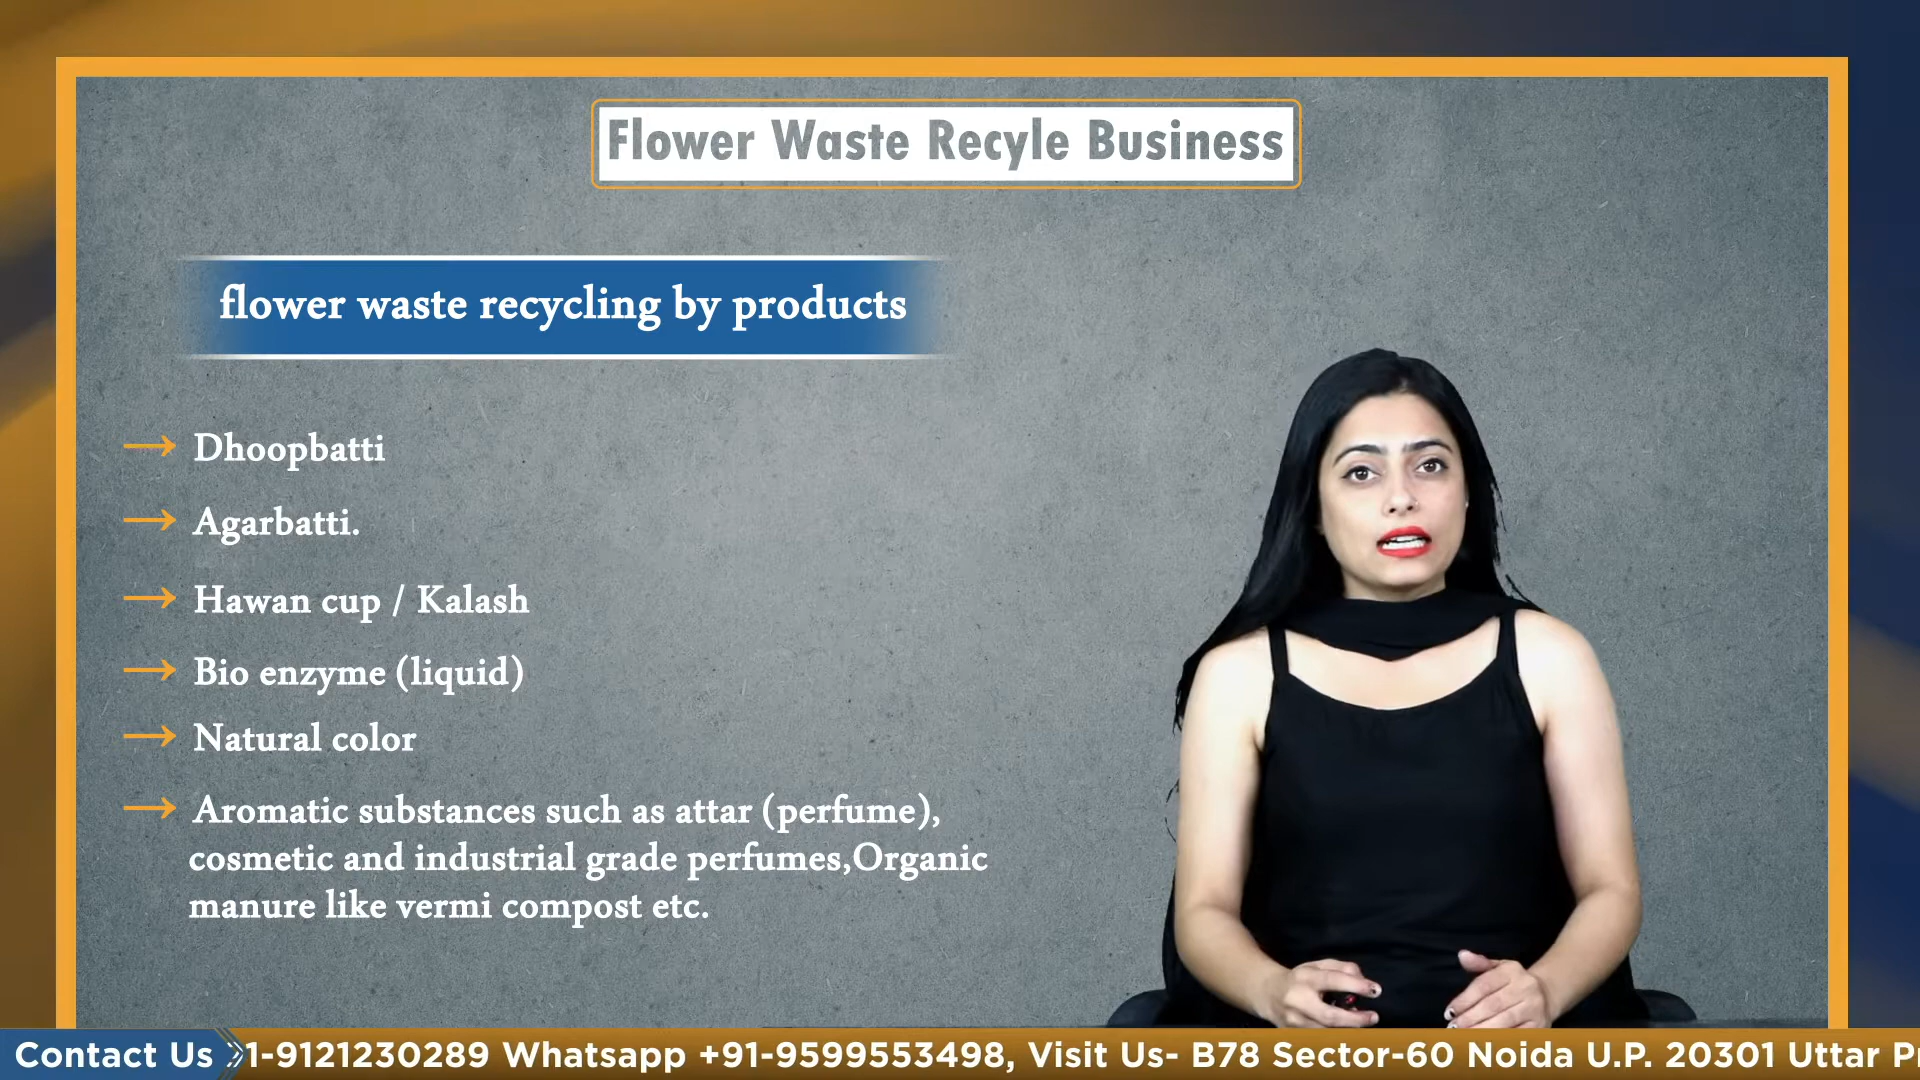 Flower Waste Recyle Business
flower waste recycling by products
Dhoopbatti
Agarbatti.
Hawan cup / Kalash
Bio enzyme (liquid)
Natural color
Aromatic substances such as attar (perfume),
cosmetic and industrial grade perfumes,Organic
manure like vermi compost etc.
Contact Us 1-9121230289 Whatsapp +91-9599553498, Visit Us- B78 Sector-60 Noida U.P. 20301 Uttar